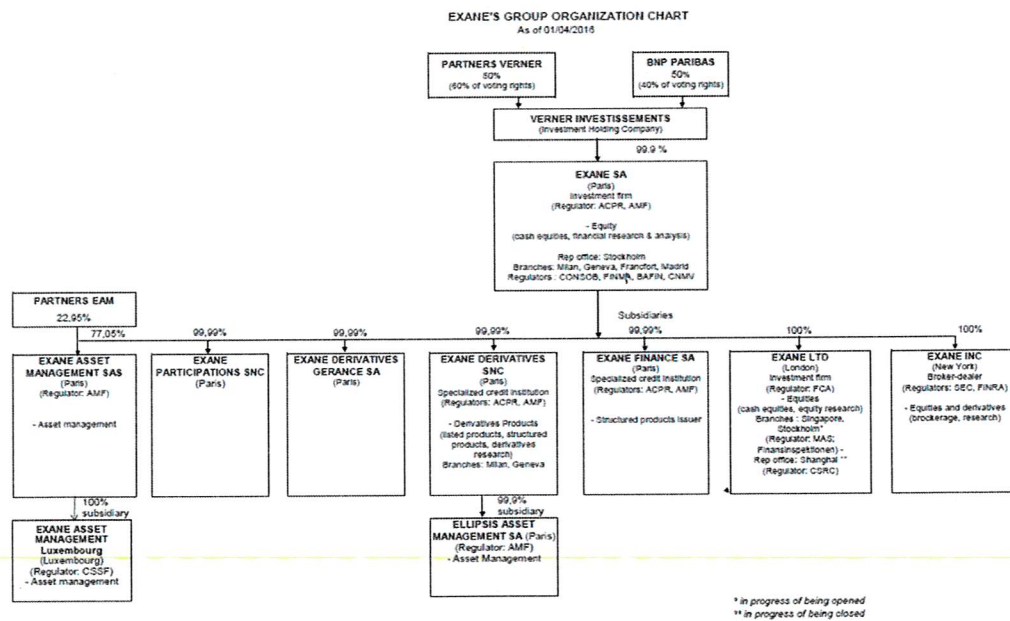 EXANE'S GROUP ORGANIZATION CHART
As of 01/04/2016
PARTNERS VERNER
50%
(60% of voting rights)
BNP PARIBAS
50%
(40% of voting rights)
VERNER INVESTISSEMENTS
(Investment Holding Company)
99.9 %
EXANE SA
(Paris)
Investment firm
(Regulator: ACPR, AMF)
- Equity
(cash equities, financial research & analysis)
Rep office: Stockholm
Branches: Milan, Geneva, Francfort, Madrid
Regulators : CONSOB, FINMA, BAFIN, CNMV
Subsidiaries
PARTNERS EAM
22,95%
77,05%
EXANE ASSET
MANAGEMENT SAS
(Paris)
(Regulator: AMF)
- Asset management
100%
subsidiary
EXANE ASSET
MANAGEMENT
Luxembourg
(Luxembourg)
(Regulator: CSSF)
- Asset management
99,99%
EXANE
PARTICIPATIONS SNC
(Paris)
99,99%
EXANE DERIVATIVES
GERANCE SA
(Paris)
99,99%
EXANE DERIVATIVES
SNC
(Paris)
Specialized credit institution
(Regulators: ACPR, AMF)
- Derivatives Products
(listed products, structured
products, derivatives
research)
Branches: Milan, Geneva
99,9%
subsidiary
ELLIPSIS ASSET
MANAGEMENT SA (Paris)
(Regulator: AMF)
- Asset Management
99,99%
EXANE FINANCE SA
(Paris)
Specialized credit institution
(Regulators: ACPR, AMF)
- Structured products issuer
100%
EXANE LTD
(London)
Investment firm
(Regulator: FCA)
- Equities
(cash equities, equity research)
Branches : Singapore,
Stockholm*
(Regulator: MAS;
Finansinspektionen) -
Rep office: Shanghai **
(Regulator: CSRC)
100%
EXANE INC
(New York)
Broker-dealer
(Regulators: SEC, FINRA)
- Equities and derivatives
(brokerage, research)
* in progress of being opened
** in progress of being closed